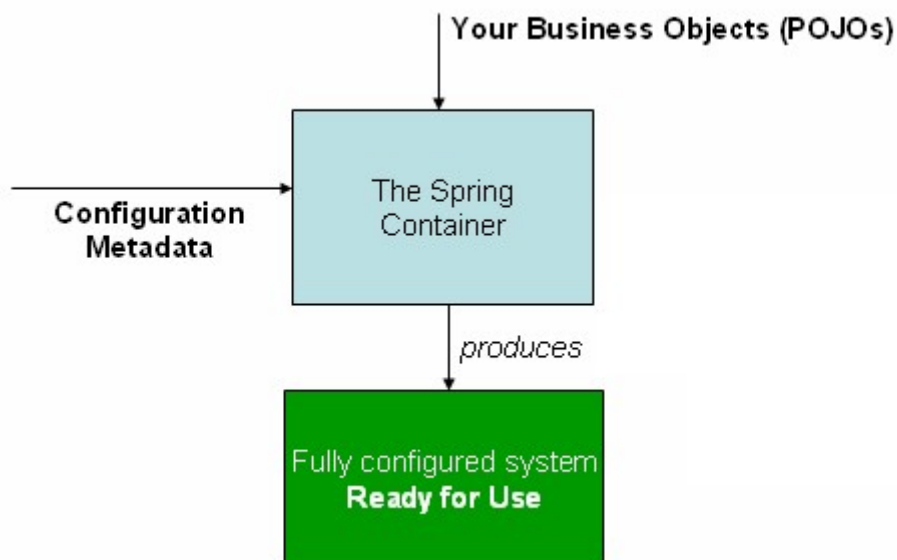 Your Business Objects (POJOs)
The Spring
Container
Configuration
Metadata
produces
Fully configured system
Ready for Use